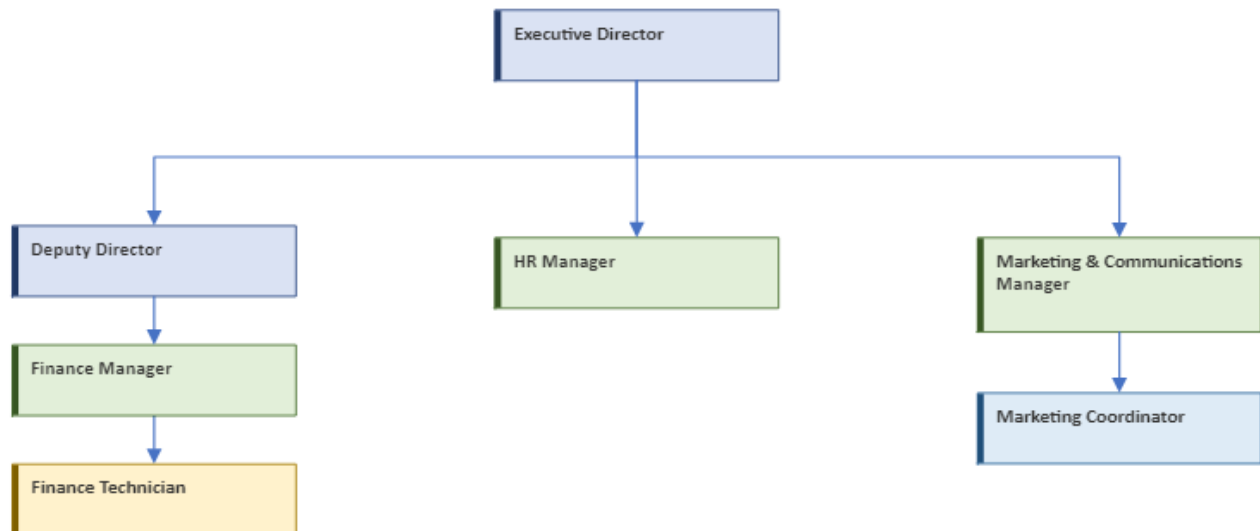 Executive Director
Deputy Director
HR Manager
Marketing & Communications
Manager
Finance Manager
Marketing Coordinator
Finance Technician